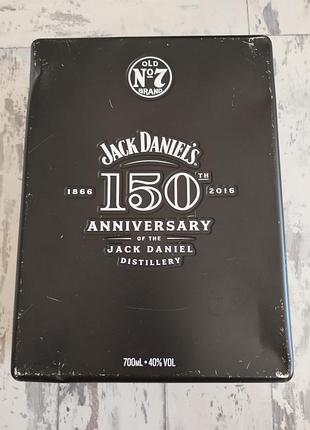 OLD
Nº7
BRAND
JACK DANIEL'S
1866 150TH 2016
ANNIVERSARY
OF THE
JACK DANIEL
DISTILLERY
700mL • 40% VOL